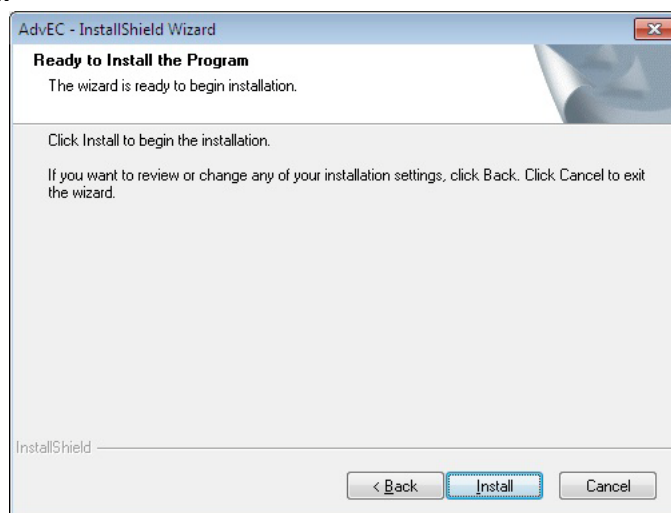 AdvEC - InstallShield Wizard
Ready to Install the Program
The wizard is ready to begin installation.
Click Install to begin the installation.
If you want to review or change any of your installation settings, click Back. Click Cancel to exit
the wizard.
InstallShield
< Back Install Cancel